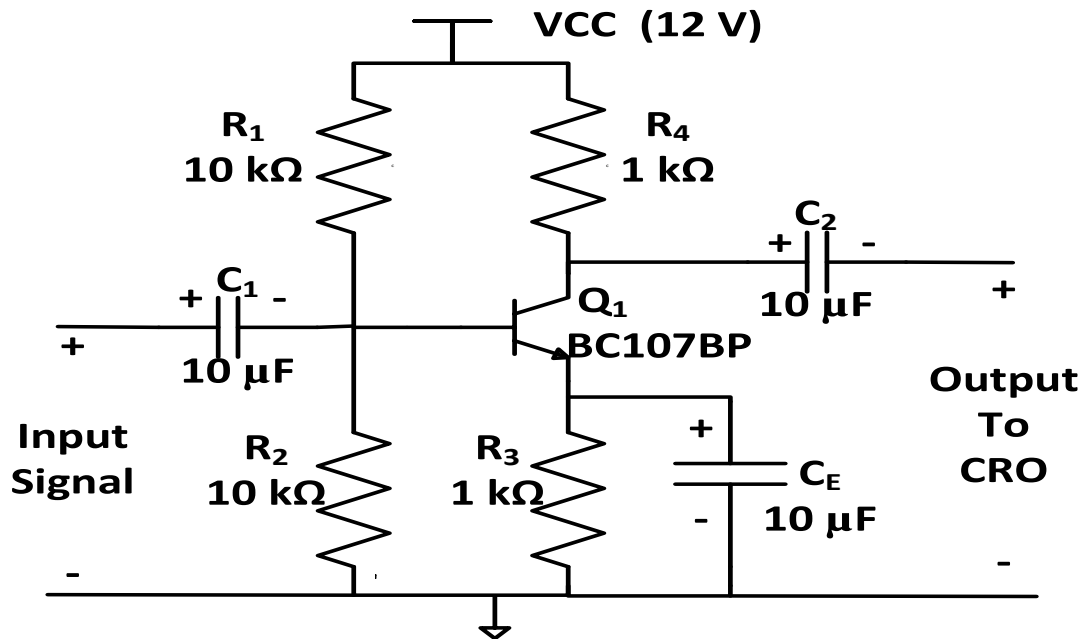 VCC (12 V)
R₁
10 kΩ
R₄
1 kΩ
C₂
+ -
10 μF
+
C₁
+ -
10 μF
+
Q₁
BC107BP
Input
Signal
-
R₂
10 kΩ
R₃
1 kΩ
+
-
C_E
10 μF
Output
To
CRO
-